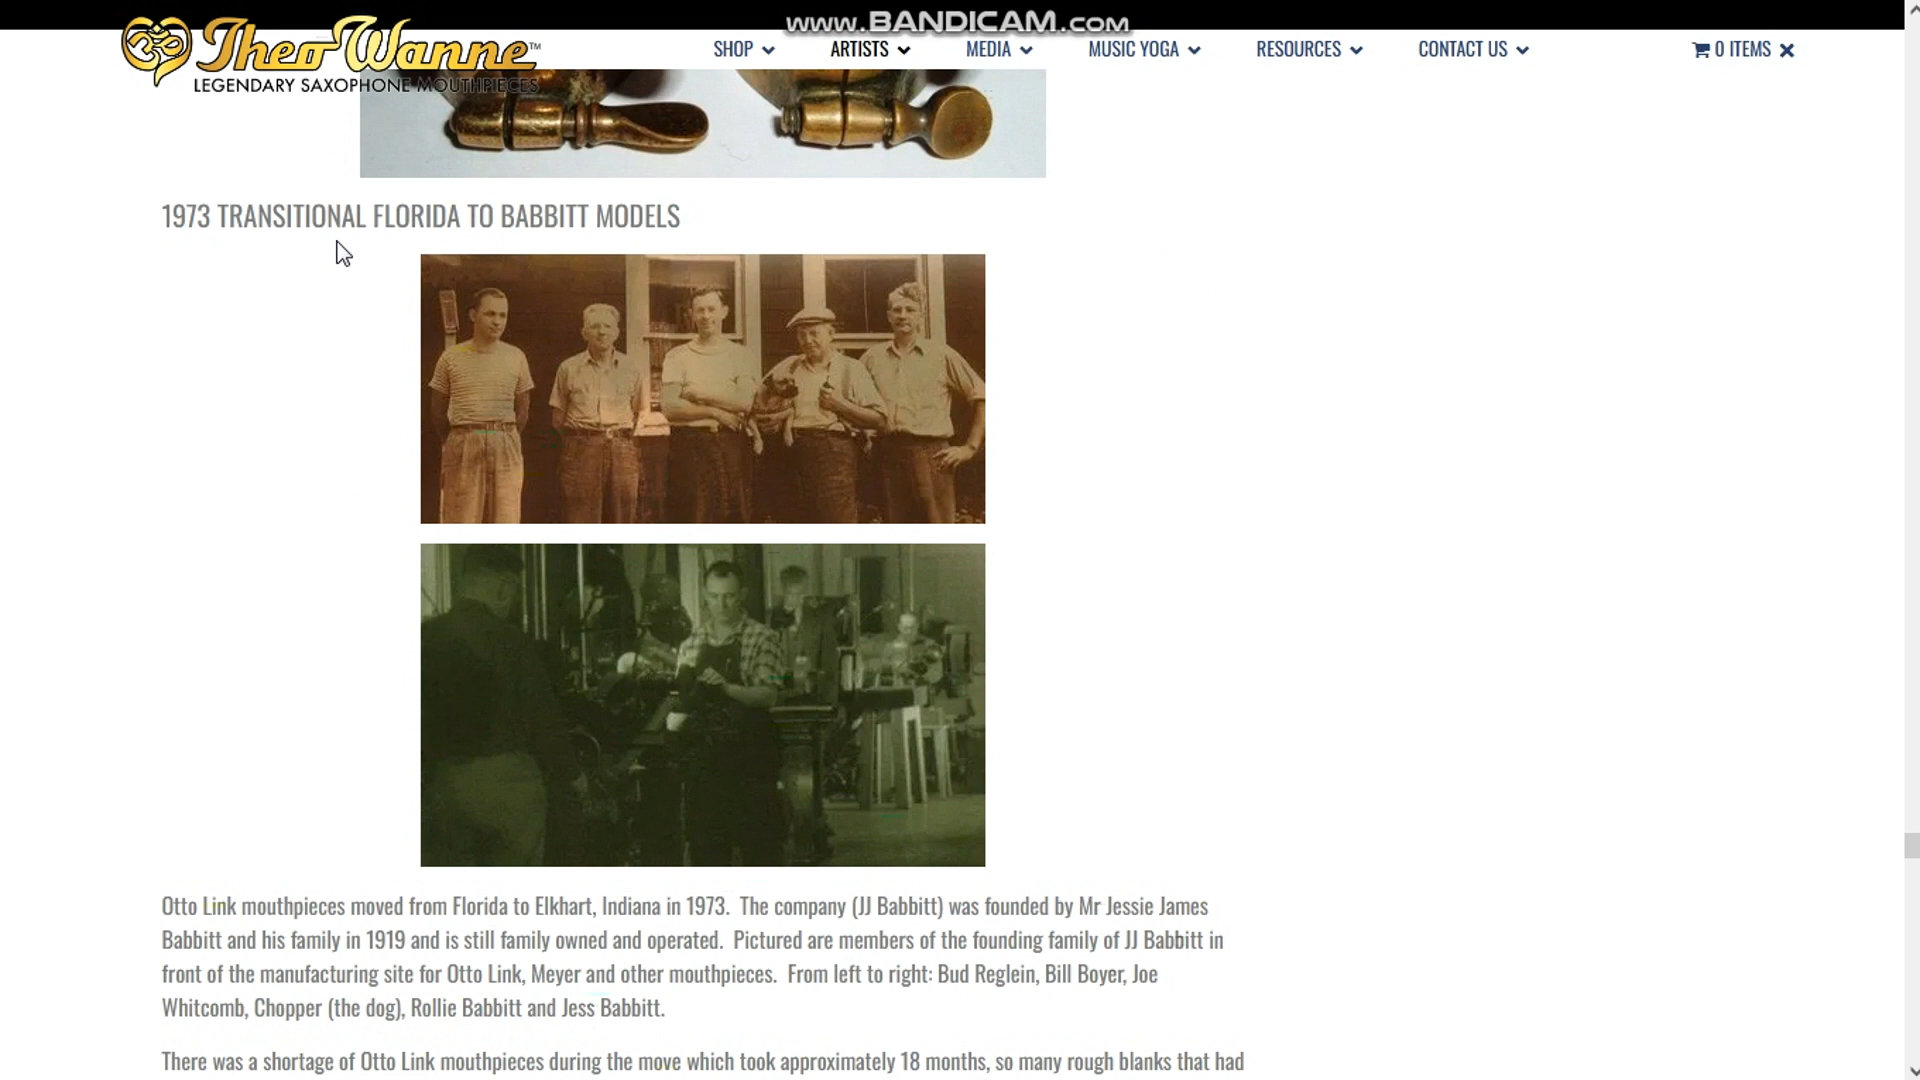 www.BANDICAM.com
Theo Wanne™
LEGENDARY SAXOPHONE MOUTHPIECES
SHOP ARTISTS MEDIA MUSIC YOGA RESOURCES CONTACT US 0 ITEMS
1973 TRANSITIONAL FLORIDA TO BABBITT MODELS
Otto Link mouthpieces moved from Florida to Elkhart, Indiana in 1973. The company (JJ Babbitt) was founded by Mr Jessie James
Babbitt and his family in 1919 and is still family owned and operated. Pictured are members of the founding family of JJ Babbitt in
front of the manufacturing site for Otto Link, Meyer and other mouthpieces. From left to right: Bud Reglein, Bill Boyer, Joe
Whitcomb, Chopper (the dog), Rollie Babbitt and Jess Babbitt.
There was a shortage of Otto Link mouthpieces during the move which took approximately 18 months, so many rough blanks that had